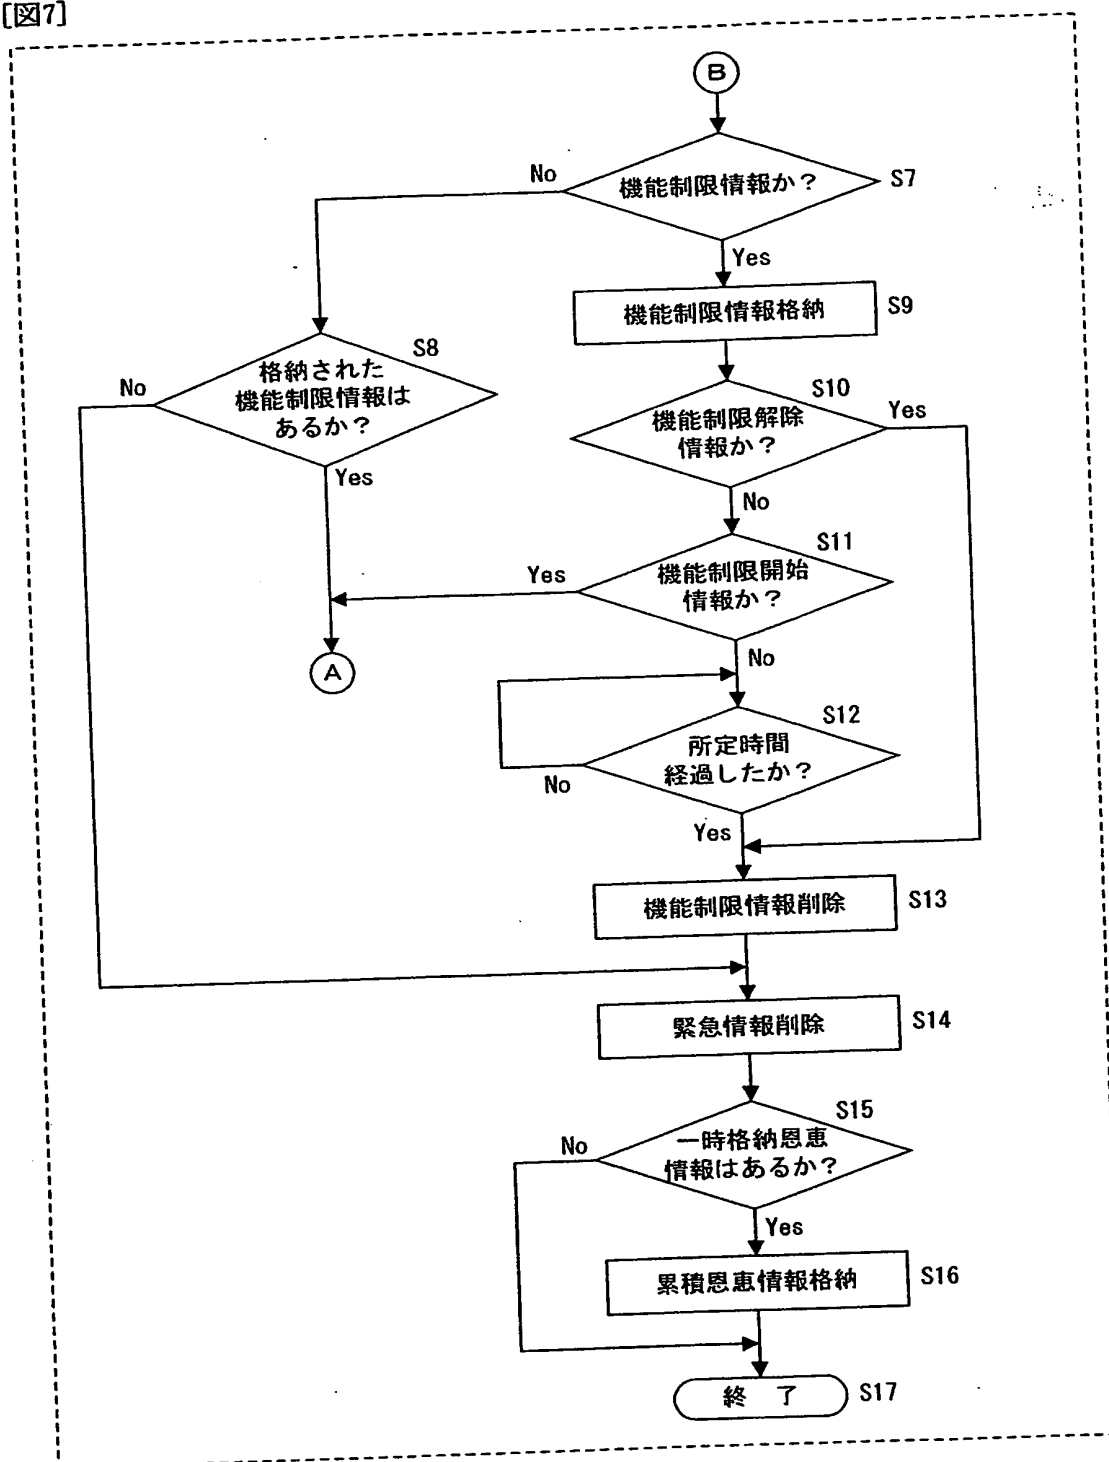 [図7]
B
No
機能制限情報か?
S7
Yes
機能制限情報格納
S9
S8
格納された
機能制限情報は
あるか?
No
Yes
S10
機能制限解除
情報か?
Yes
No
S11
機能制限開始
情報か?
Yes
No
A
S12
所定時間
経過したか?
No
Yes
機能制限情報削除
S13
緊急情報削除
S14
S15
一時格納恩恵
情報はあるか?
No
Yes
累積恩恵情報格納
S16
終 了
S17